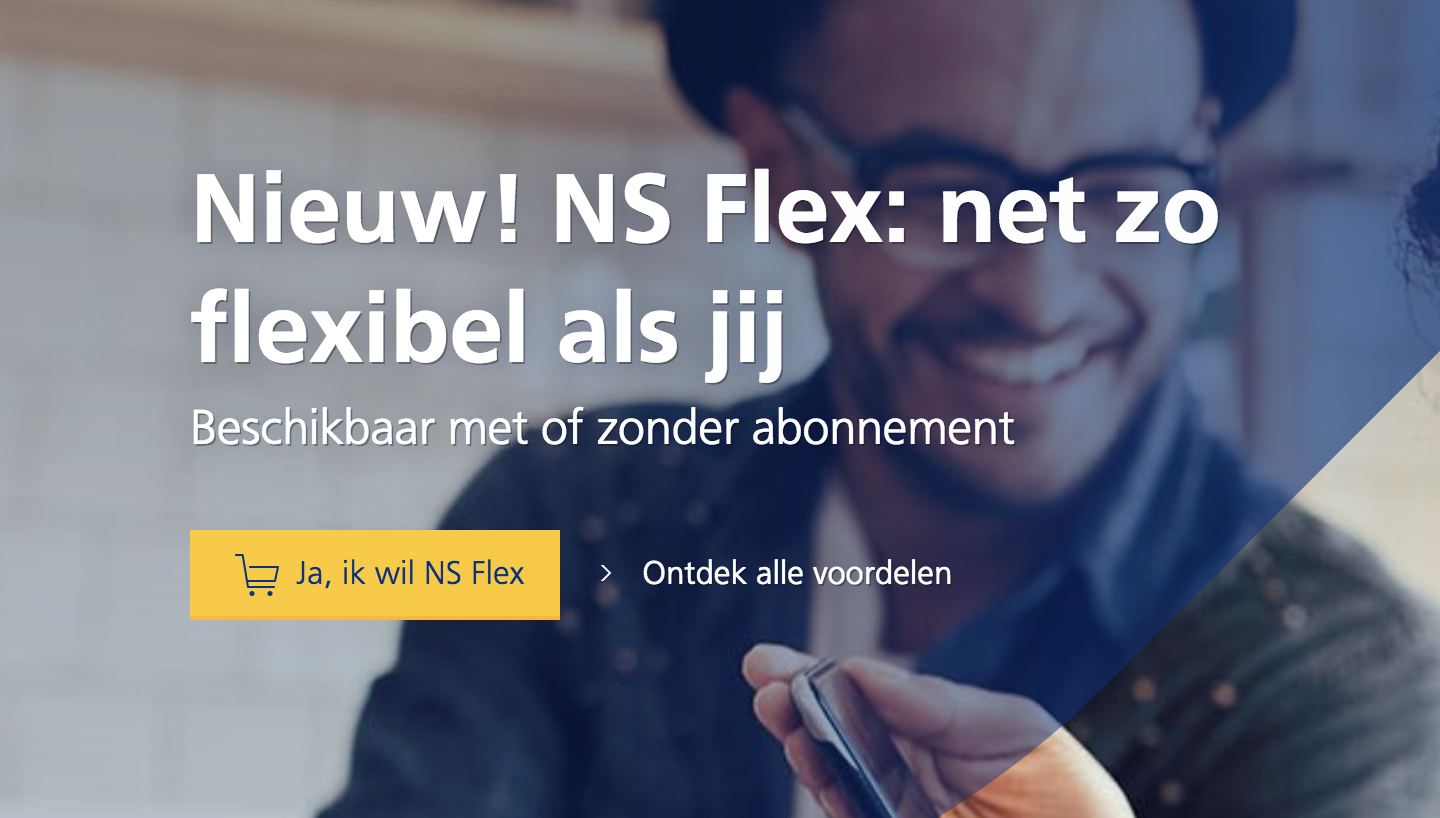 Nieuw! NS Flex: net zo
flexibel als jij
Beschikbaar met of zonder abonnement
Ja, ik wil NS Flex
Ontdek alle voordelen